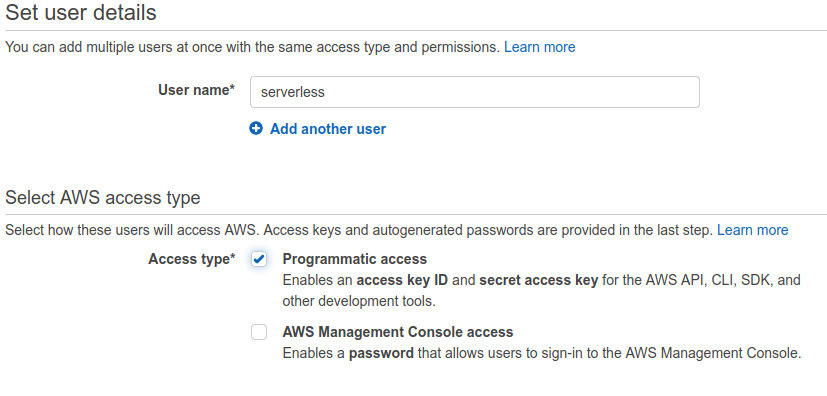 Set user details
You can add multiple users at once with the same access type and permissions. Learn more
User name* serverless
Add another user
Select AWS access type
Select how these users will access AWS. Access keys and autogenerated passwords are provided in the last step. Learn more
Access type* Programmatic access
Enables an access key ID and secret access key for the AWS API, CLI, SDK, and
other development tools.
AWS Management Console access
Enables a password that allows users to sign-in to the AWS Management Console.